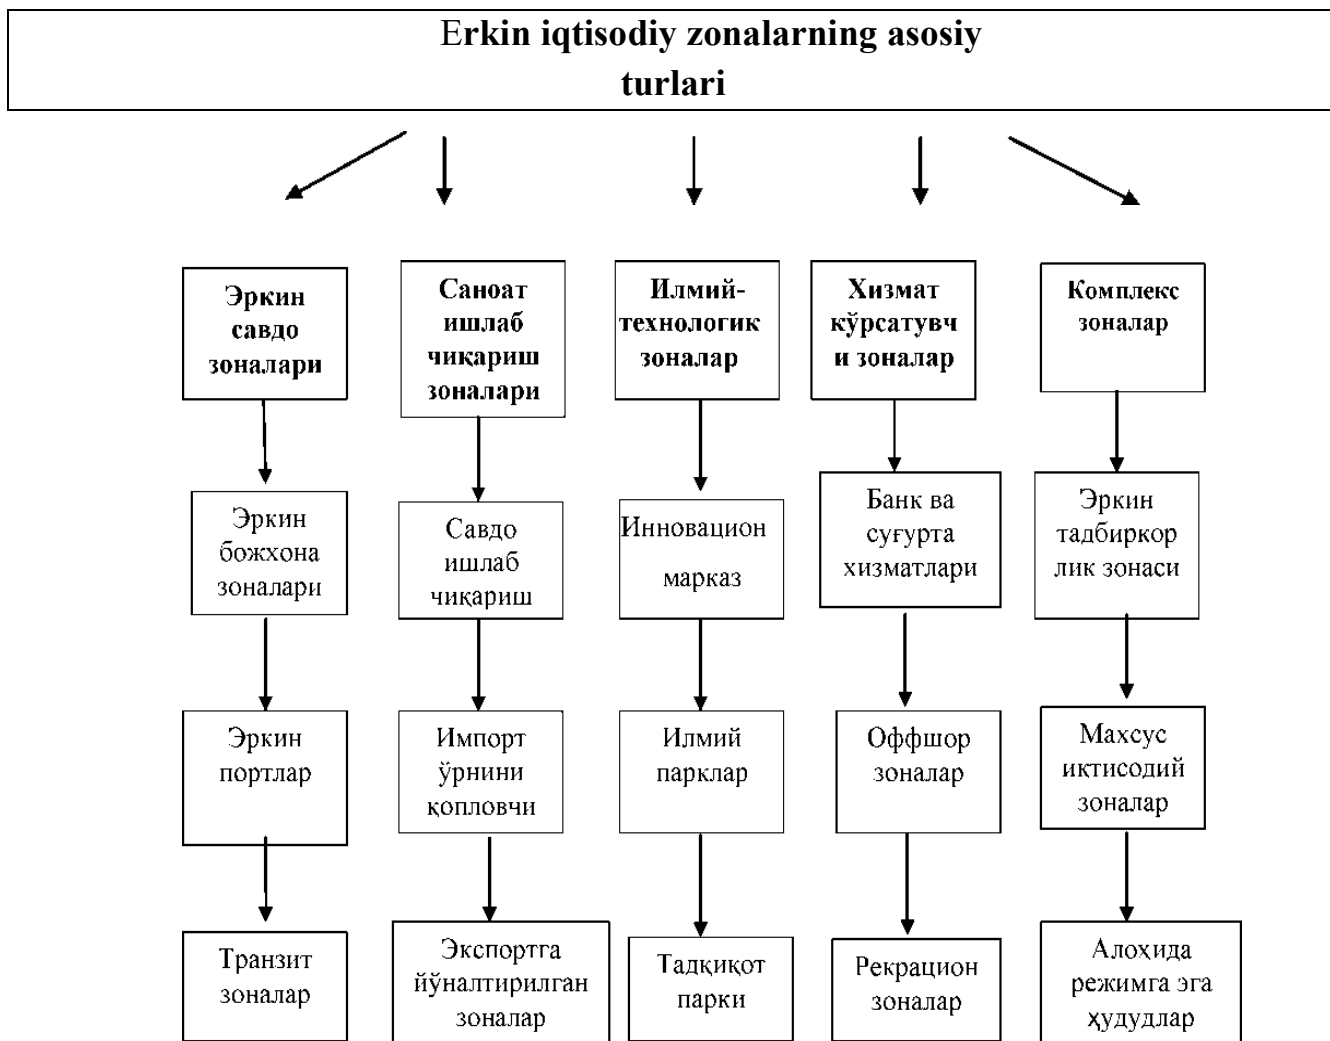 Erkin iqtisodiy zonalarning asosiy
turlari
Эркин
савдо
зоналари
Саноат
ишлаб
чиқариш
зоналари
Илмий-
технологик
зоналар
Хизмат
кўрсатувч
и зоналар
Комплекс
зоналар
Эркин
божхона
зоналари
Савдо
ишлаб
чиқариш
Инновацион
марказ
Банк ва
суғурта
хизматлари
Эркин
тадбиркор
лик зонаси
Эркин
портлар
Импорт
ўрнини
қопловчи
Илмий
парклар
Оффшор
зоналар
Махсус
иқтисодий
зоналар
Транзит
зоналар
Экспортга
йўналтирилган
зоналар
Тадқиқот
парки
Рекрацион
зоналар
Алоҳида
режимга эга
ҳудудлар